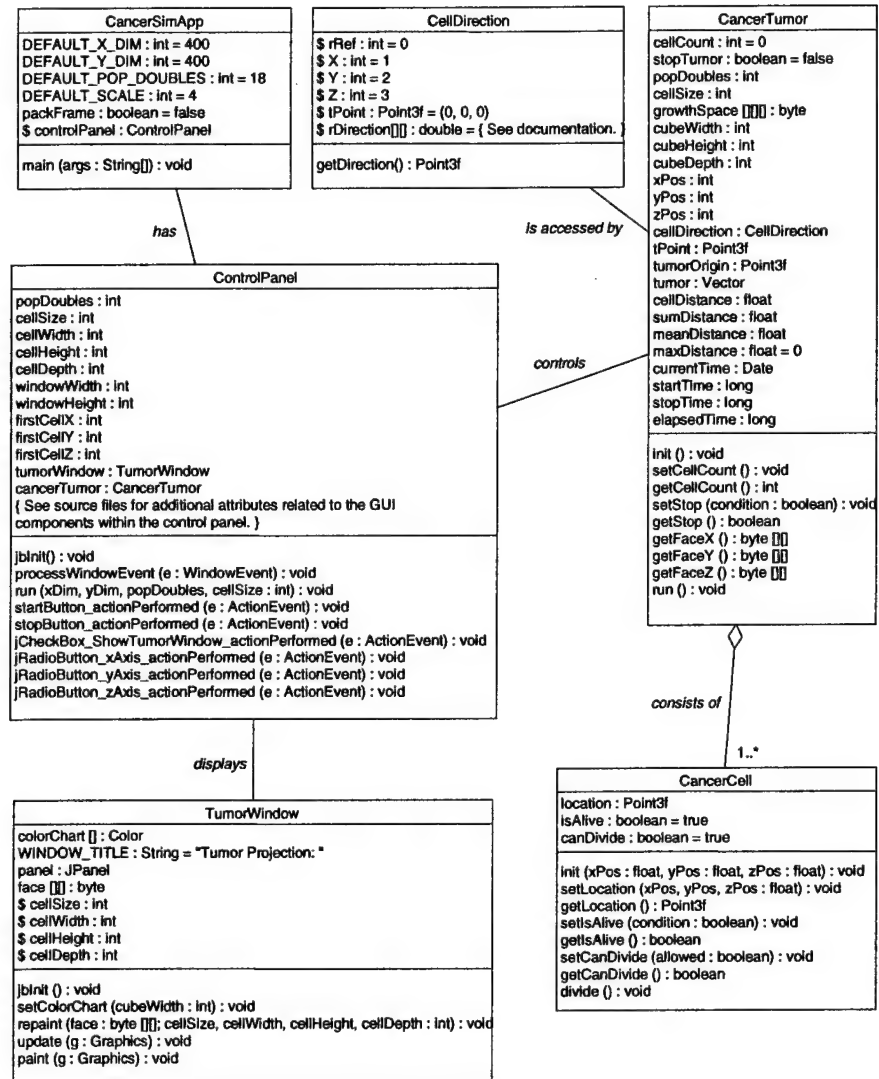 CancerSimApp
DEFAULT_X_DIM : int = 400
DEFAULT_Y_DIM : int = 400
DEFAULT_POP_DOUBLES : int = 18
DEFAULT_SCALE : int = 4
packFrame : boolean = false
$ controlPanel : ControlPanel
main (args : String[]) : void
CellDirection
$ rRef : int = 0
$ X : int = 1
$ Y : int = 2
$ Z : int = 3
$ tPoint : Point3f = (0, 0, 0)
$ rDirection[][] : double = { See documentation. }
getDirection() : Point3f
CancerTumor
cellCount : int = 0
stopTumor : boolean = false
popDoubles : int
cellSize : int
growthSpace [][][] : byte
cubeWidth : int
cubeHeight : int
cubeDepth : int
xPos : int
yPos : int
zPos : int
cellDirection : CellDirection
tPoint : Point3f
tumorOrigin : Point3f
tumor : Vector
cellDistance : float
sumDistance : float
meanDistance : float
maxDistance : float = 0
currentTime : Date
startTime : long
stopTime : long
elapsedTime : long
init () : void
setCellCount () : void
getCellCount () : int
setStop (condition : boolean) : void
getStop () : boolean
getFaceX () : byte [][]
getFaceY () : byte [][]
getFaceZ () : byte [][]
run () : void
has
is accessed by
controls
ControlPanel
popDoubles : int
cellSize : int
cellWidth : int
cellHeight : int
cellDepth : int
windowWidth : int
windowHeight : int
firstCellX : int
firstCellY : int
firstCellZ : int
tumorWindow : TumorWindow
cancerTumor : CancerTumor
{ See source files for additional attributes related to the GUI
components within the control panel. }
jbInit() : void
processWindowEvent (e : WindowEvent) : void
run (xDim, yDim, popDoubles, cellSize : int) : void
startButton_actionPerformed (e : ActionEvent) : void
stopButton_actionPerformed (e : ActionEvent) : void
jCheckBox_ShowTumorWindow_actionPerformed (e : ActionEvent) : void
jRadioButton_xAxis_actionPerformed (e : ActionEvent) : void
jRadioButton_yAxis_actionPerformed (e : ActionEvent) : void
jRadioButton_zAxis_actionPerformed (e : ActionEvent) : void
displays
consists of
1..*
TumorWindow
colorChart [] : Color
WINDOW_TITLE : String = "Tumor Projection: "
panel : JPanel
face [][] : byte
$ cellSize : int
$ cellWidth : int
$ cellHeight : int
$ cellDepth : int
jbInit () : void
setColorChart (cubeWidth : int) : void
repaint (face : byte [][]; cellSize, cellWidth, cellHeight, cellDepth : int) : void
update (g : Graphics) : void
paint (g : Graphics) : void
CancerCell
location : Point3f
isAlive : boolean = true
canDivide : boolean = true
init (xPos : float, yPos : float, zPos : float) : void
setLocation (xPos, yPos, zPos : float) : void
getLocation () : Point3f
setIsAlive (condition : boolean) : void
getIsAlive () : boolean
setCanDivide (allowed : boolean) : void
getCanDivide () : boolean
divide () : void